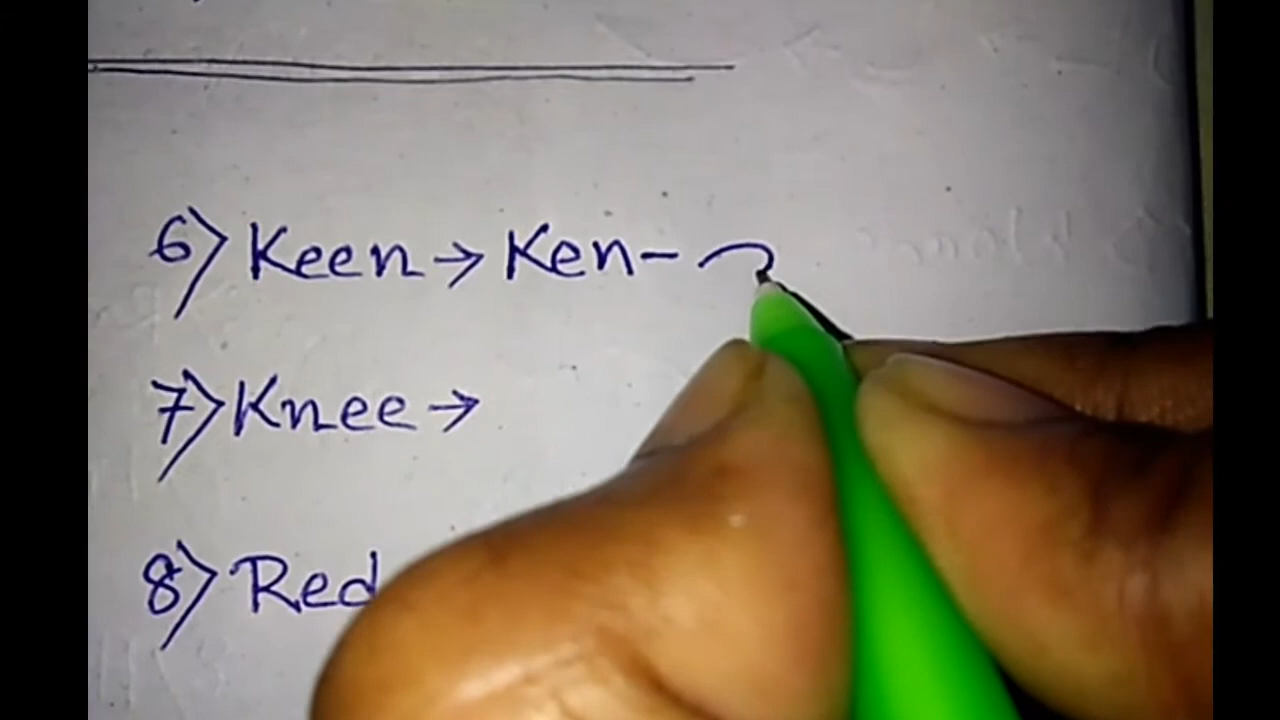 6) Keen → Ken-
7) Knee →
8) Red